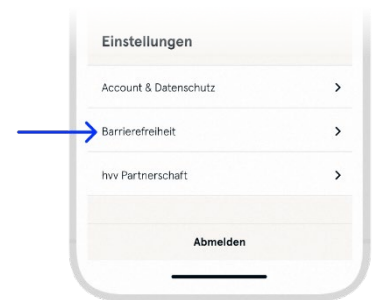 Einstellungen
Account & Datenschutz
Barrierefreiheit
hvv Partnerschaft
Abmelden